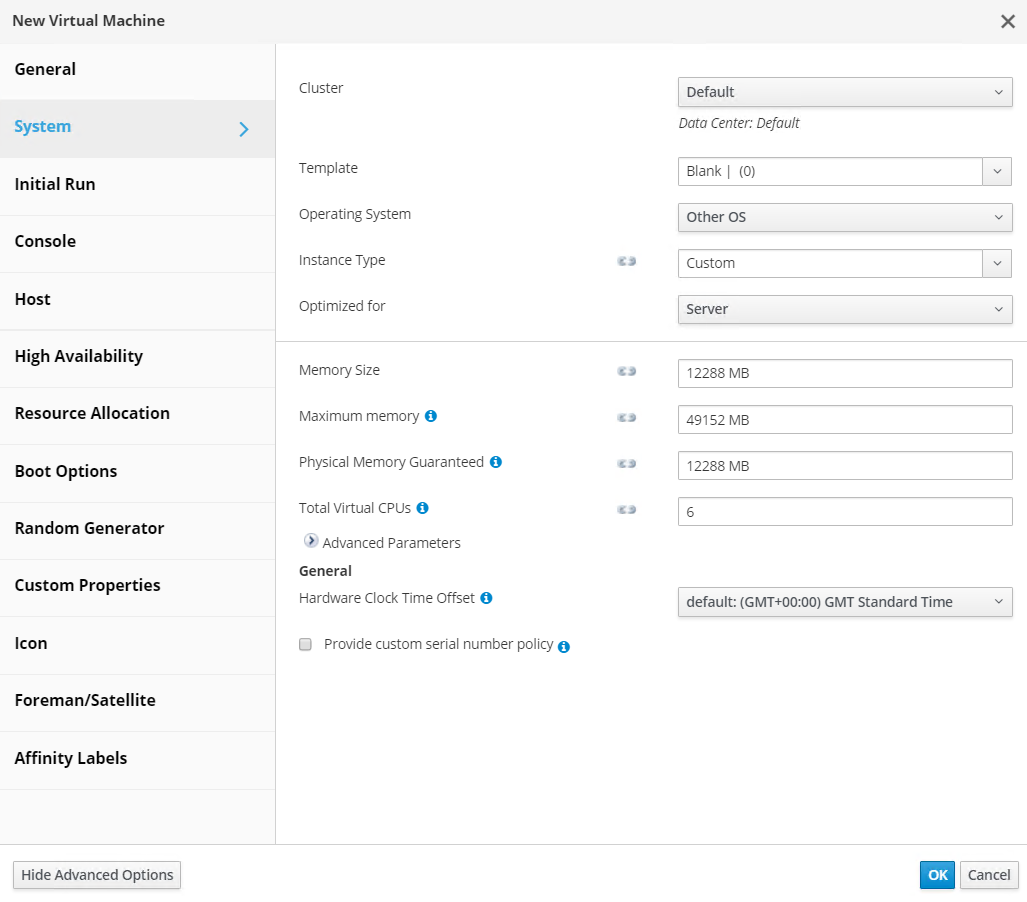 New Virtual Machine
General
System
Initial Run
Console
Host
High Availability
Resource Allocation
Boot Options
Random Generator
Custom Properties
Icon
Foreman/Satellite
Affinity Labels
Cluster
Default
Data Center: Default
Template
Blank | (0)
Operating System
Other OS
Instance Type
Custom
Optimized for
Server
Memory Size
12288 MB
Maximum memory
49152 MB
Physical Memory Guaranteed
12288 MB
Total Virtual CPUs
6
Advanced Parameters
General
Hardware Clock Time Offset
default: (GMT+00:00) GMT Standard Time
Provide custom serial number policy
Hide Advanced Options
OK
Cancel